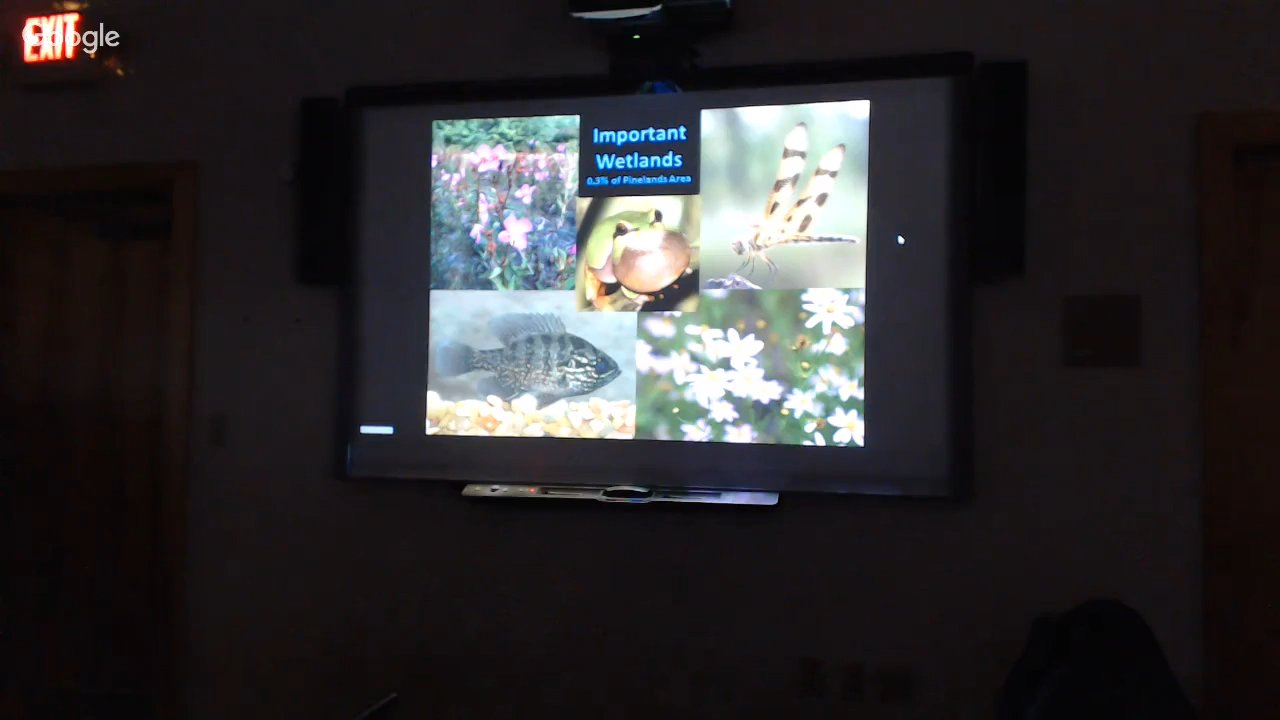 EXIT
Google
Important
Wetlands
0.3% of Pinelands Area